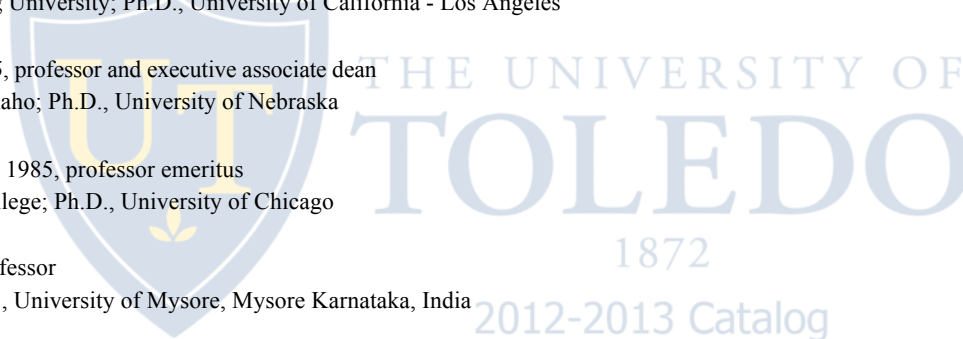 University; Ph.D., University of California - Los Angeles
, professor and executive associate dean
aho; Ph.D., University of Nebraska
1985, professor emeritus
llege; Ph.D., University of Chicago
fessor
., University of Mysore, Mysore Karnataka, India
UT
THE UNIVERSITY OF
TOLEDO
1872
2012-2013 Catalog